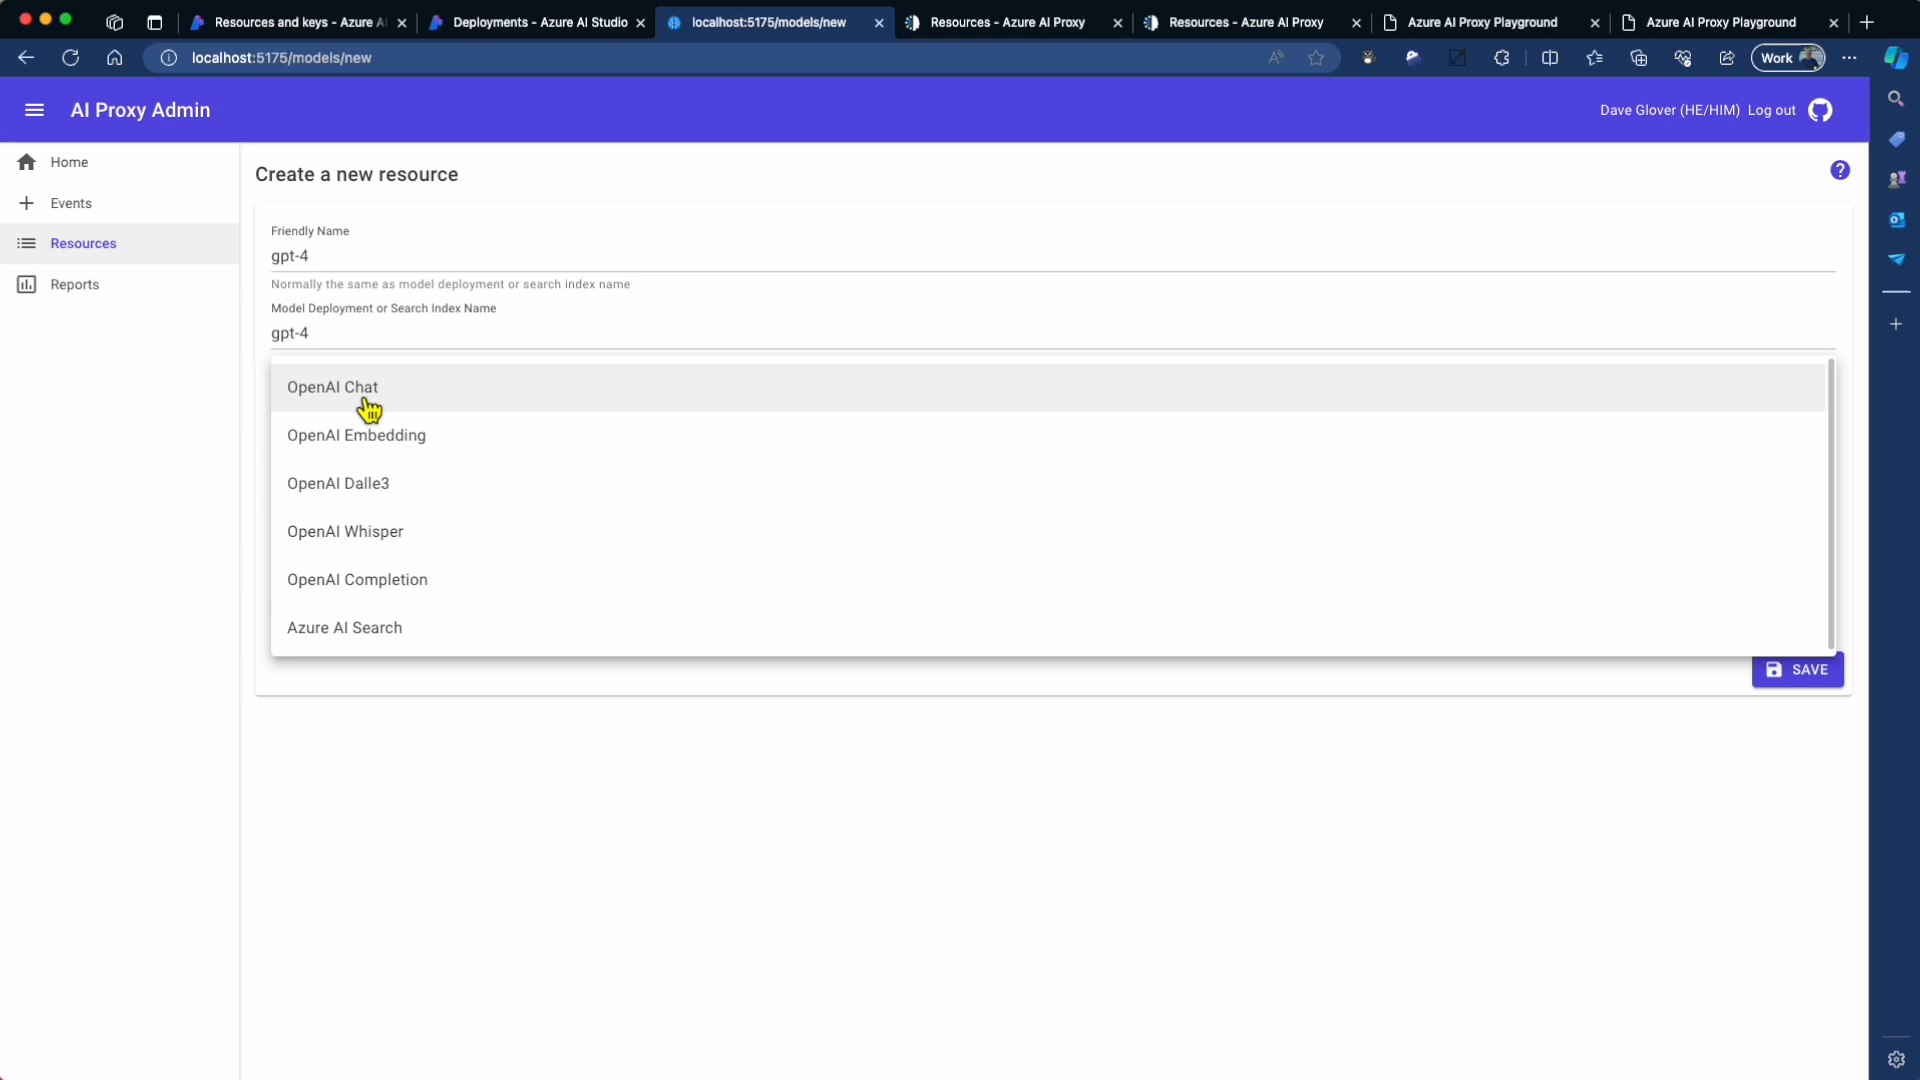 Resources and keys - Azure AI
Deployments - Azure AI Studio
localhost:5175/models/new
Resources - Azure AI Proxy
Resources - Azure AI Proxy
Azure AI Proxy Playground
Azure AI Proxy Playground
localhost:5175/models/new
Work
AI Proxy Admin
Dave Glover (HE/HIM) Log out
Home
Events
Resources
Reports
Create a new resource
?
Friendly Name
gpt-4
Normally the same as model deployment or search index name
Model Deployment or Search Index Name
gpt-4
OpenAI Chat
OpenAI Embedding
OpenAI Dalle3
OpenAI Whisper
OpenAI Completion
Azure AI Search
SAVE